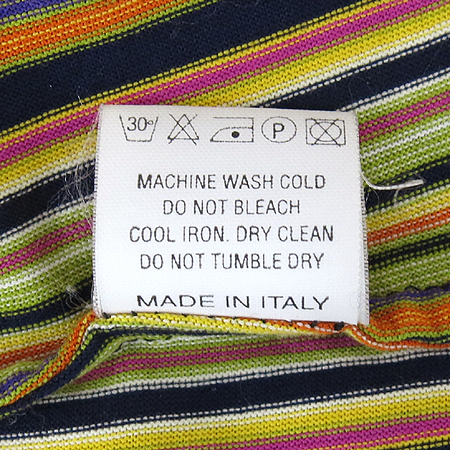 30° P
MACHINE WASH COLD
DO NOT BLEACH
COOL IRON. DRY CLEAN
DO NOT TUMBLE DRY
MADE IN ITALY